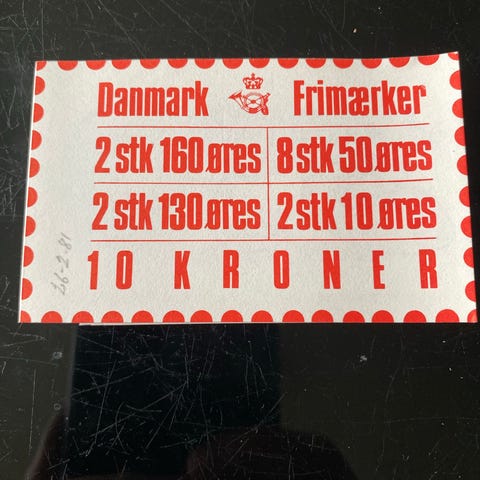 Danmark Frimærker
2 stk 160 øres 8 stk 50 øres
2 stk 130 øres 2 stk 10 øres
10 KRONER
26-2-81